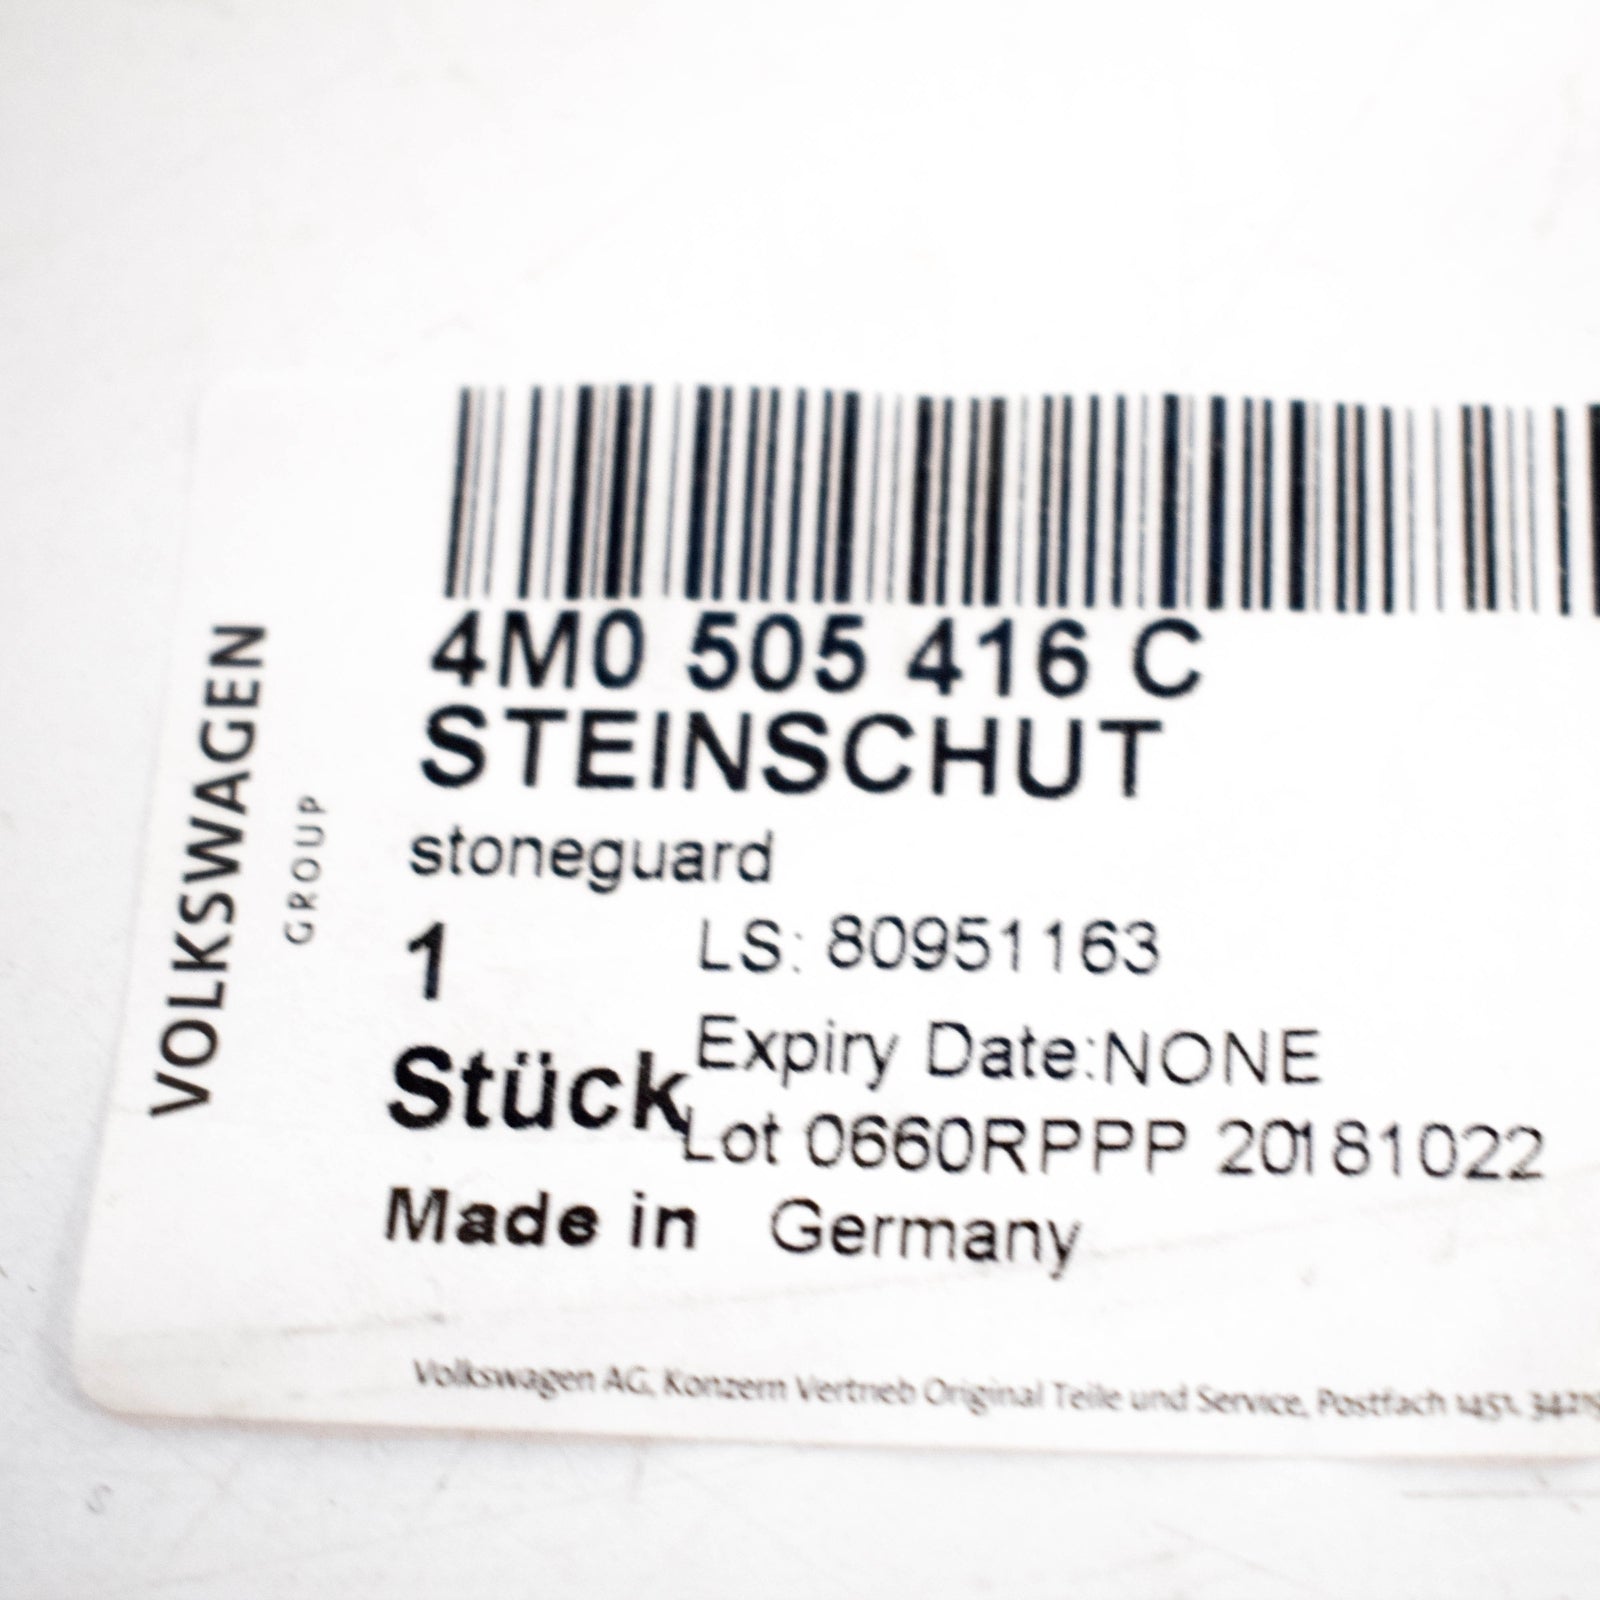 VOLKSWAGEN
GROUP
4M0 505 416 C
STEINSCHUT
stoneguard
1 LS: 80951163
Expiry Date:NONE
Stück
Lot 0660RPPP 20181022
Made in Germany
Volkswagen AG, Konzern Vertrieb Original Teile und Service, Postfach 1451,